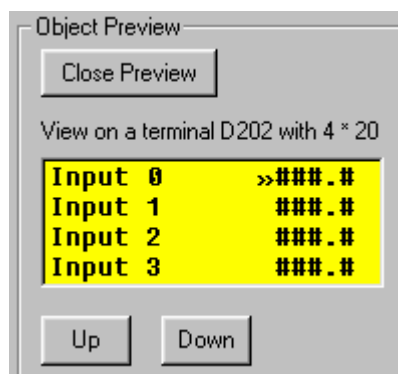 Object Preview
Close Preview
View on a terminal D202 with 4 * 20
Input 0 »###.#
Input 1 ###.#
Input 2 ###.#
Input 3 ###.#
Up Down